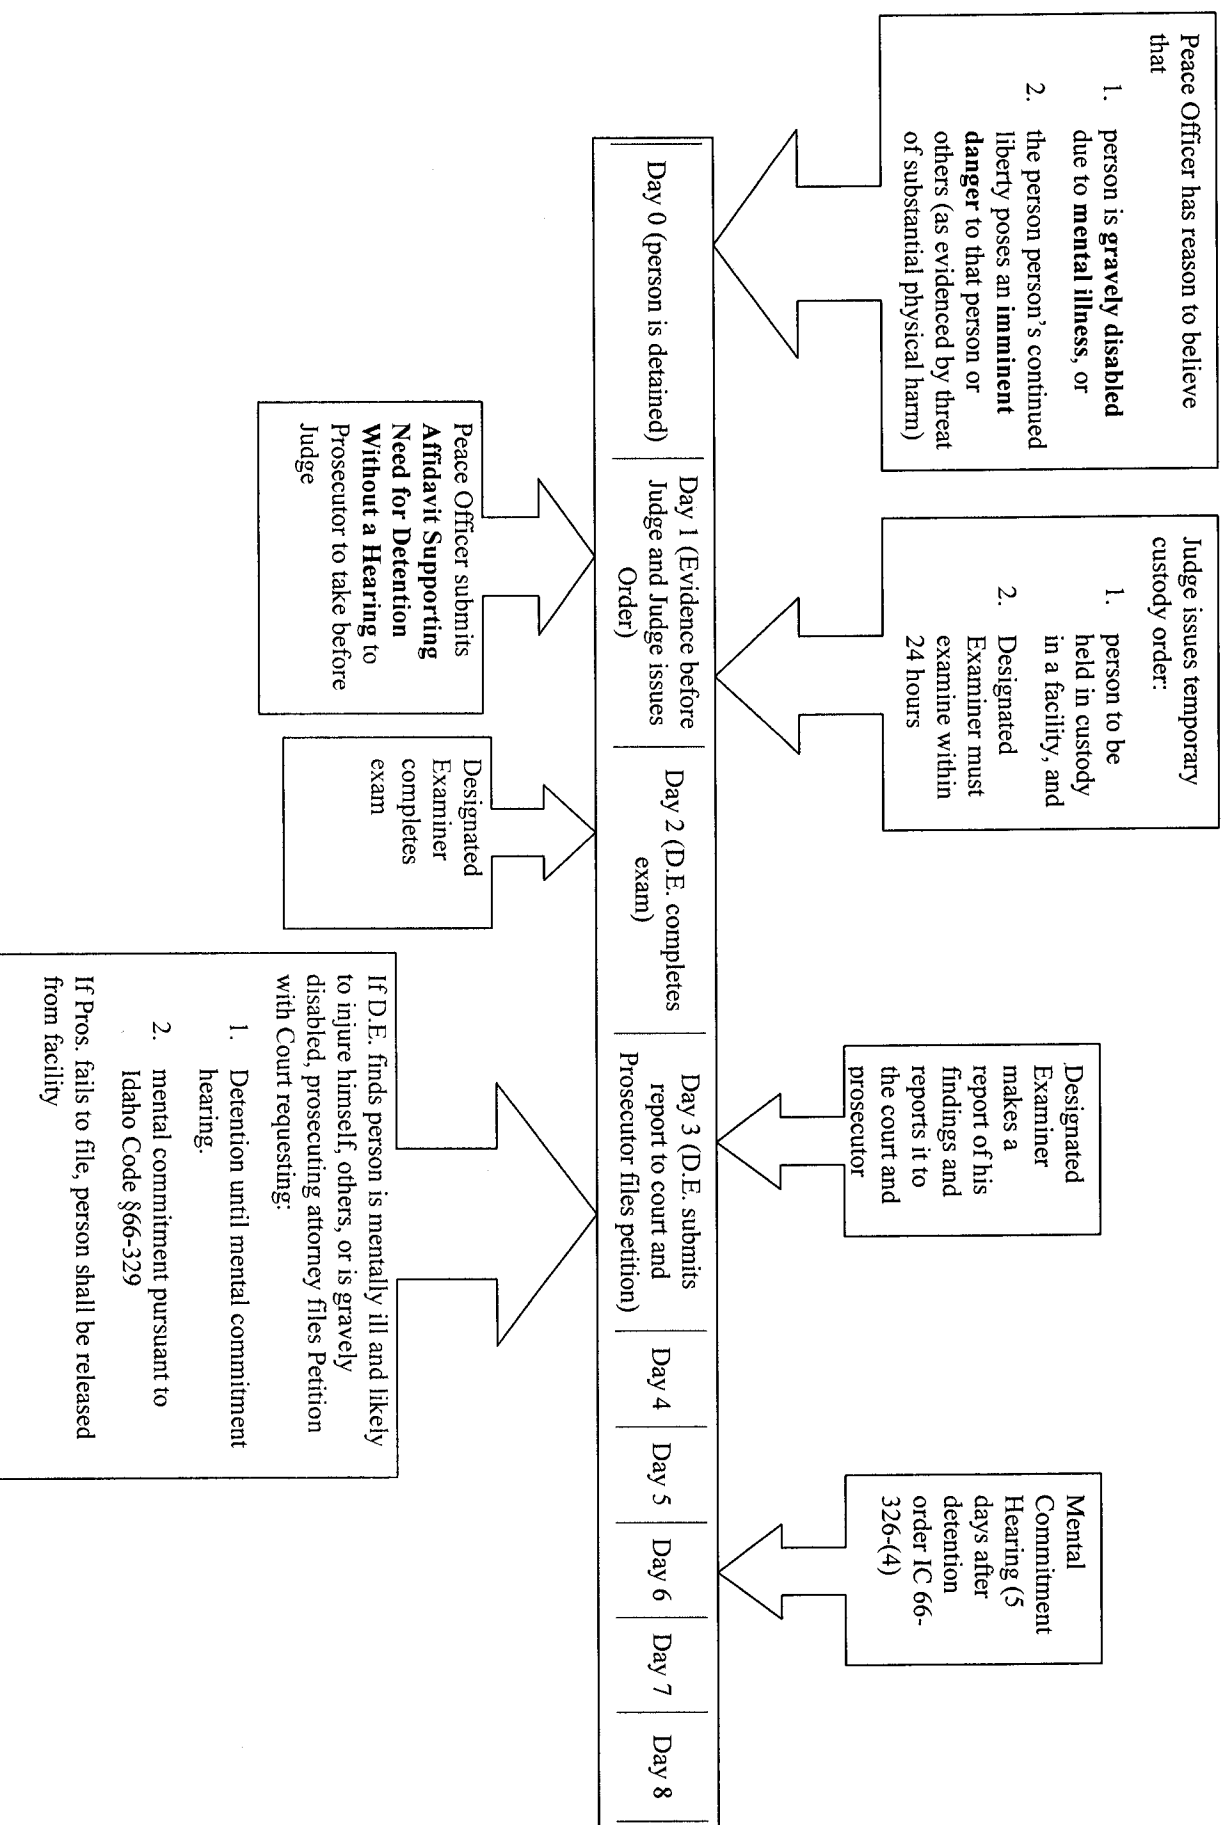 Peace Officer has reason to believe
that
1. person is gravely disabled
due to mental illness, or
2. the person person's continued
liberty poses an imminent
danger to that person or
others (as evidenced by threat
of substantial physical harm)
Judge issues temporary
custody order:
1. person to be
held in custody
in a facility, and
2. Designated
Examiner must
examine within
24 hours
Designated
Examiner
makes a
report of his
findings and
reports it to
the court and
prosecutor
Mental
Commitment
Hearing (5
days after
detention
order IC 66-
326-(4)
Day 0 (person is detained)
Day 1 (Evidence before
Judge and Judge issues
Order)
Day 2 (D.E. completes
exam)
Day 3 (D.E. submits
report to court and
Prosecutor files petition)
Day 4
Day 5
Day 6
Day 7
Day 8
Peace Officer submits
Affidavit Supporting
Need for Detention
Without a Hearing to
Prosecutor to take before
Judge
Designated
Examiner
completes
exam
If D.E. finds person is mentally ill and likely
to injure himself, others, or is gravely
disabled, prosecuting attorney files Petition
with Court requesting:
1. Detention until mental commitment
hearing.
2. mental commitment pursuant to
Idaho Code §66-329
If Pros. fails to file, person shall be released
from facility